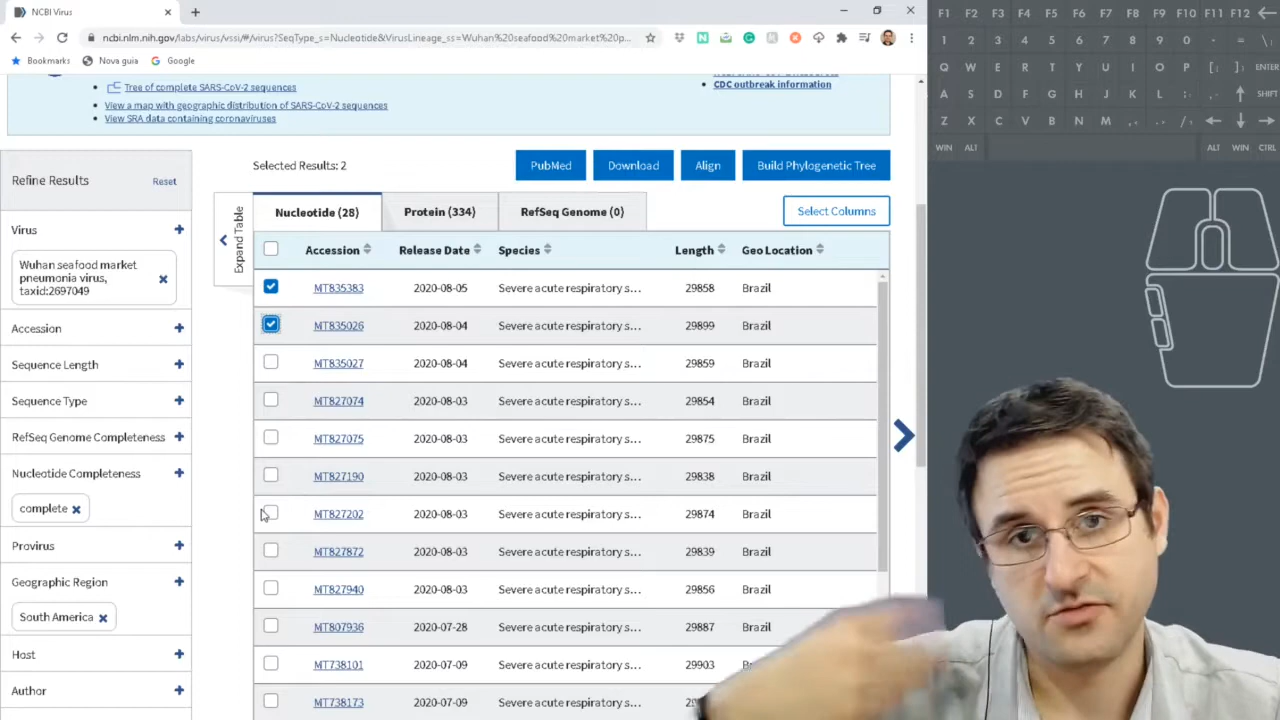 NCBI Virus
ncbi.nlm.nih.gov/labs/virus/vssi/#/virus?SeqType_s=Nucleotide&VirusLineage_ss=Wuhan%20seafood%20market%20p...
Bookmarks Nova guia Google
Tree of complete SARS-CoV-2 sequences
CDC outbreak information
View a map with geographic distribution of SARS-CoV-2 sequences
View SRA data containing coronaviruses
Refine Results Reset
Virus
Wuhan seafood market
pneumonia virus,
taxid:2697049
Accession
Sequence Length
Sequence Type
RefSeq Genome Completeness
Nucleotide Completeness
complete
Provirus
Geographic Region
South America
Host
Author
Selected Results: 2 PubMed Download Align Build Phylogenetic Tree
Expand Table
Nucleotide (28) Protein (334) RefSeq Genome (0) Select Columns
Accession Release Date Species Length Geo Location
MT835383 2020-08-05 Severe acute respiratory s... 29858 Brazil
MT835026 2020-08-04 Severe acute respiratory s... 29899 Brazil
MT835027 2020-08-04 Severe acute respiratory s... 29859 Brazil
MT827074 2020-08-03 Severe acute respiratory s... 29854 Brazil
MT827075 2020-08-03 Severe acute respiratory s... 29875 Brazil
MT827190 2020-08-03 Severe acute respiratory s... 29838 Brazil
MT827202 2020-08-03 Severe acute respiratory s... 29874 Brazil
MT827872 2020-08-03 Severe acute respiratory s... 29839 Brazil
MT827940 2020-08-03 Severe acute respiratory s... 29856 Brazil
MT807936 2020-07-28 Severe acute respiratory s... 29887 Brazil
MT738101 2020-07-09 Severe acute respiratory s... 29903
MT738173 2020-07-09 Severe acute respiratory s...
F1 F2 F3 F4 F5 F6 F7 F8 F9 F10 F11 F12
1 2 3 4 5 6 7 8 9 0 - = \|
Q W E R T Y U I O P ENTER
A S D F G H J K L SHIFT
Z X C V B N M
WIN ALT ALT WIN CTRL